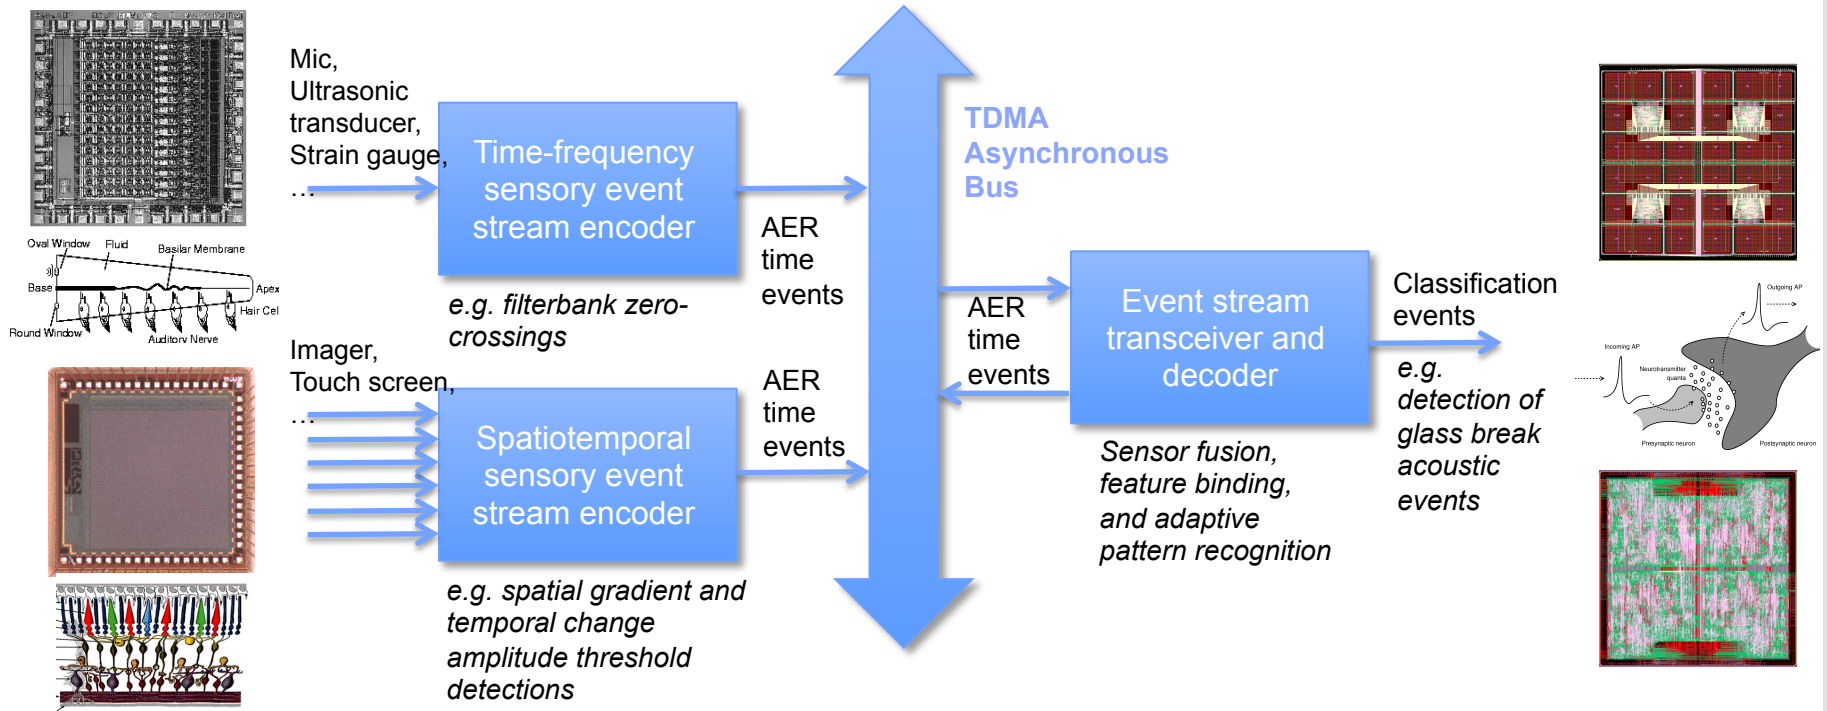 Mic,
Ultrasonic
transducer,
Strain gauge,
…
Time-frequency
sensory event
stream encoder
e.g. filterbank zero-
crossings
AER
time
events
Oval Window
Fluid
Basilar Membrane
Base
Apex
Hair Cel
Round Window
Auditory Nerve
Imager,
Touch screen,
…
Spatiotemporal
sensory event
stream encoder
e.g. spatial gradient and
temporal change
amplitude threshold
detections
AER
time
events
TDMA
Asynchronous
Bus
AER
time
events
Event stream
transceiver and
decoder
Sensor fusion,
feature binding,
and adaptive
pattern recognition
Classification
events
e.g.
detection of
glass break
acoustic
events
Outgoing AP
Incoming AP
Neurotransmitter
quanta
Presynaptic neuron
Postsynaptic neuron